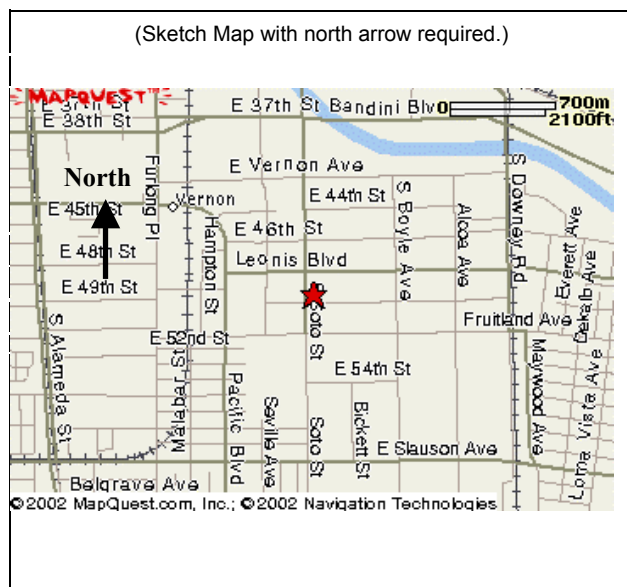 (Sketch Map with north arrow required.)
MAPQUEST
E 37th St
E 37th St Bandini Blvd
0 700m
E 38th St
2100ft
Furlong Pl
E Vernon Ave
S Downey Rd
North
Vernon
E 44th St
S Boyle Ave
Alcoa Ave
E 45th St
Hampton St
E 46th St
E 48th St
Leonis Blvd
Everett Ave
Dekalb Ave
E 49th St
S Soto St
Fruitland Ave
S Alameda St
E 52nd St
Malabar St
E 54th St
Maywood Ave
Loma Vista Ave
Pacific Blvd
Seville Ave
Soto St
Bickett St
E Slauson Ave
Belgrave Ave
©2002 MapQuest.com, Inc.; ©2002 Navigation Technologies